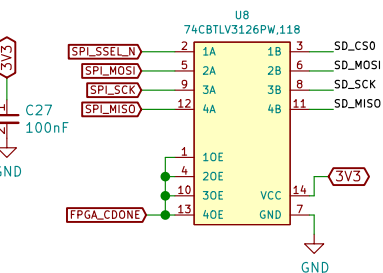 U8
74CBTLV3126PW,118
3V3
C27
100nF
GND
SPI_SSEL_N 2 1A 1B 3 SD_CS0
SPI_MOSI 5 2A 2B 6 SD_MOSI
SPI_SCK 9 3A 3B 8 SD_SCK
SPI_MISO 12 4A 4B 11 SD_MISO
1 1OE
4 2OE
10 3OE VCC 14 3V3
FPGA_CDONE 13 4OE GND 7
GND